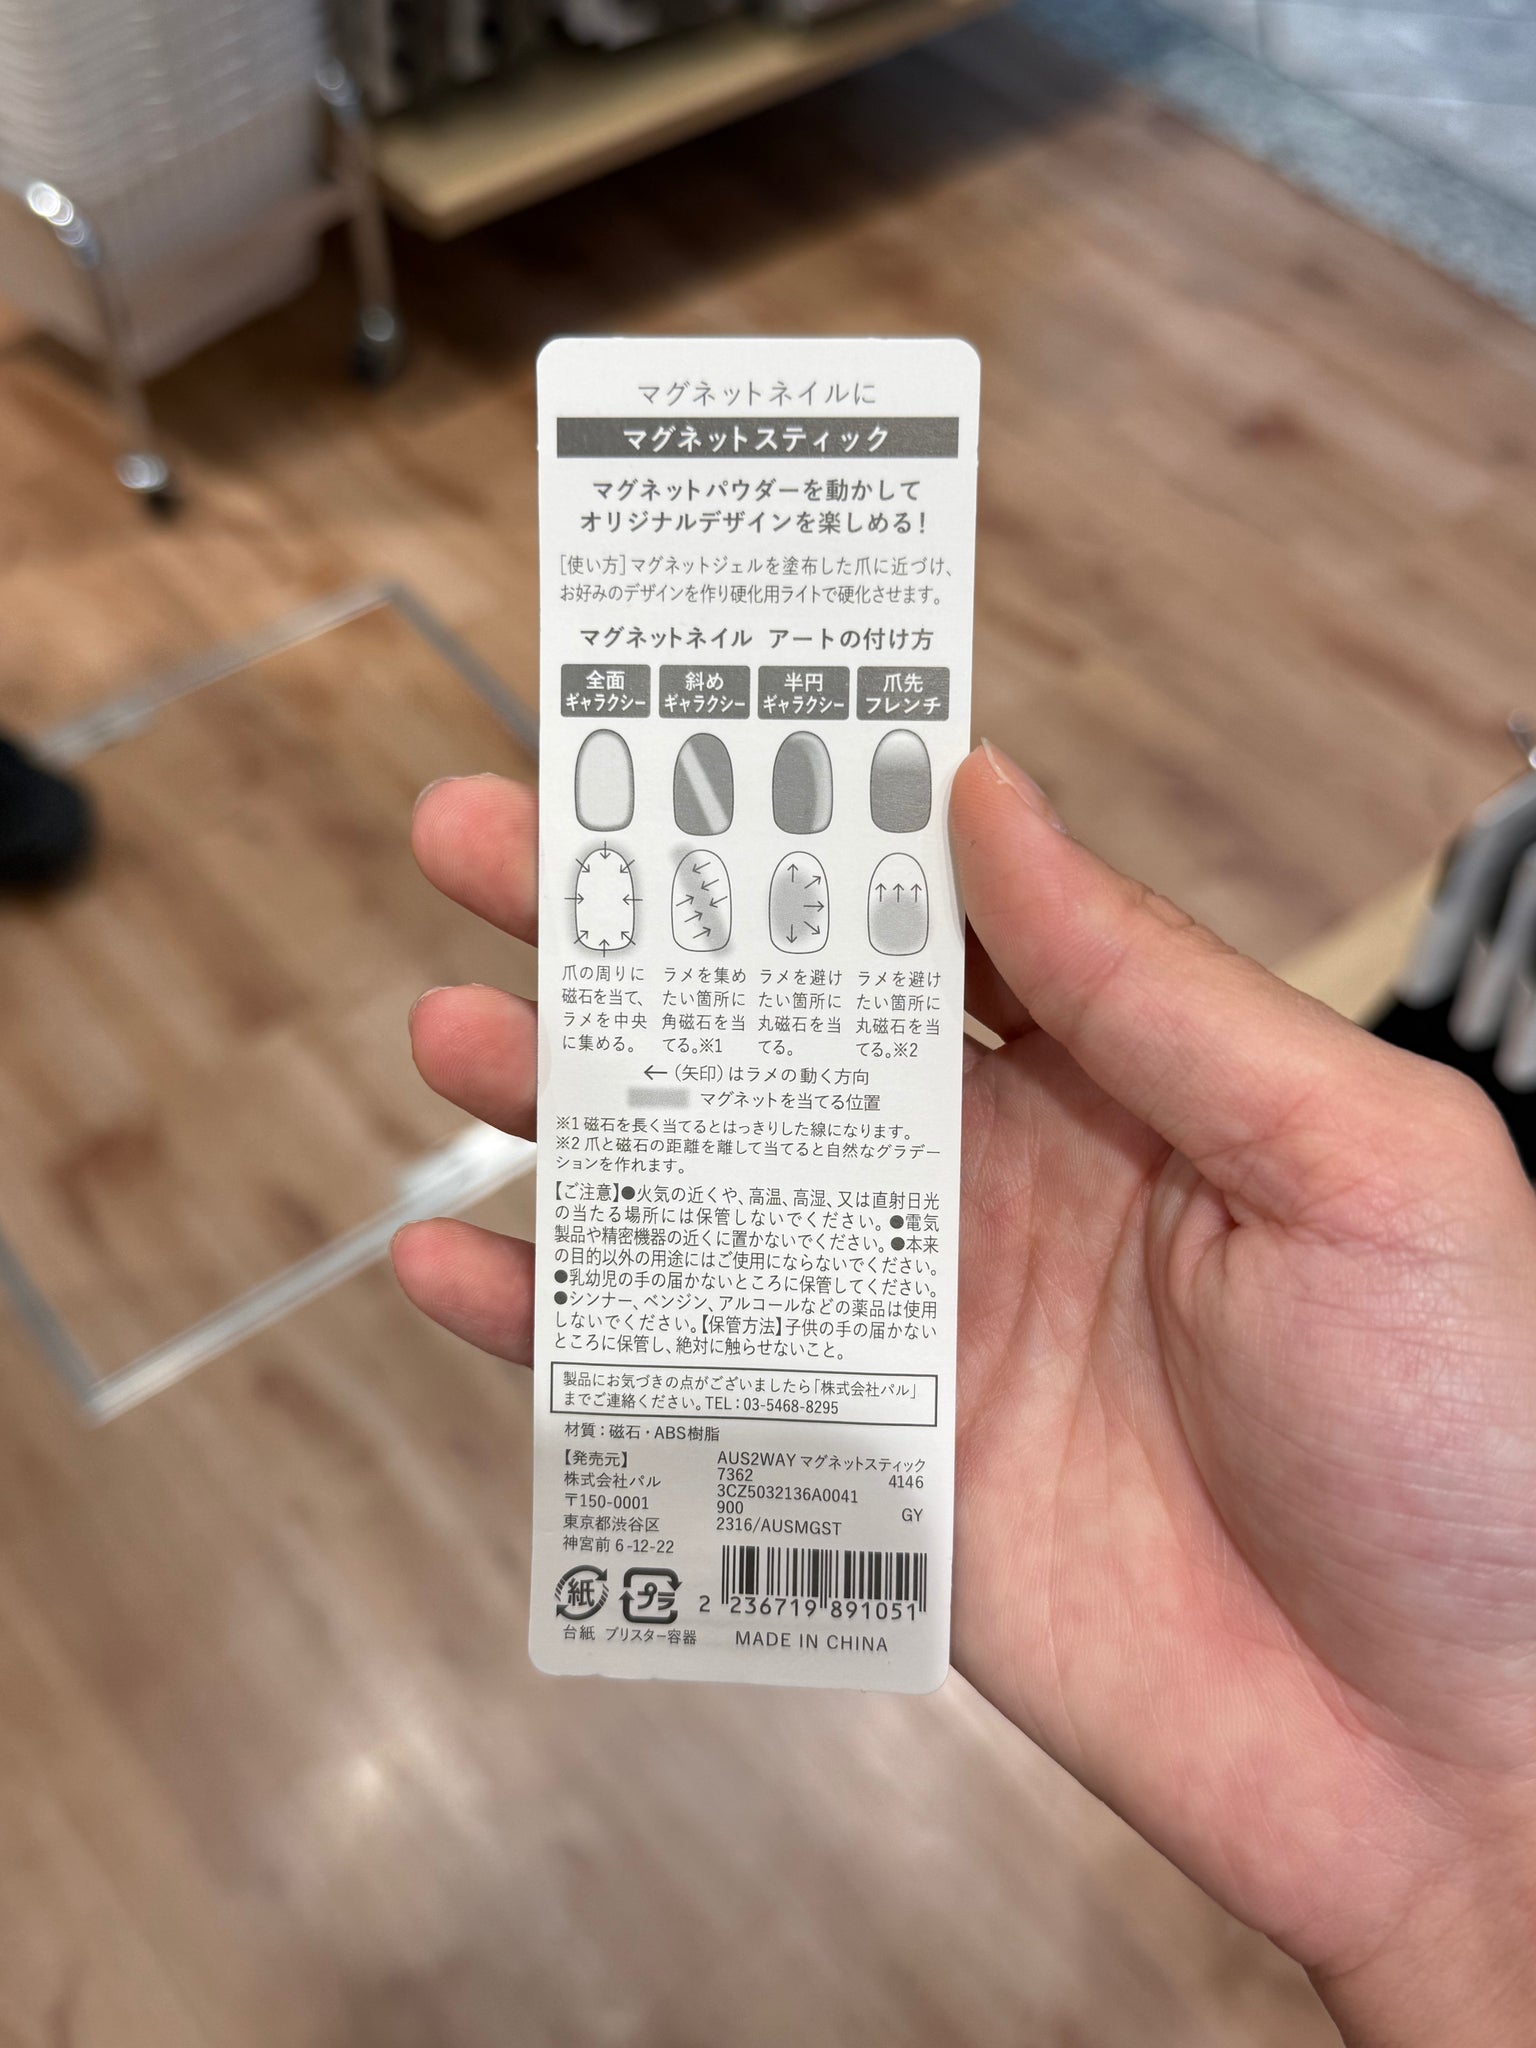 マグネットネイルに
マグネットスティック
マグネットパウダーを動かして
オリジナルデザインを楽しめる!
[使い方]マグネットジェルを塗布した爪に近づけ、
お好みのデザインを作り硬化用ライトで硬化させます。
マグネットネイル アートの付け方
全面
ギャラクシー
斜め
ギャラクシー
半円
ギャラクシー
爪先
フレンチ
爪の周りに
磁石を当て、
ラメを中央
に集める。
ラメを集め
たい箇所に
角磁石を当
てる。※1
ラメを避け
たい箇所に
丸磁石を当
てる。
ラメを避け
たい箇所に
丸磁石を当
てる。※2
←(矢印)はラメの動く方向
マグネットを当てる位置
※1 磁石を長く当てるとはっきりした線になります。
※2 爪と磁石の距離を離して当てると自然なグラデー
ションを作れます。
【ご注意】●火気の近くや、高温、高湿、又は直射日光
の当たる場所には保管しないでください。●電気
製品や精密機器の近くに置かないでください。●本来
の目的以外の用途にはご使用にならないでください。
●乳幼児の手の届かないところに保管してください。
●シンナー、ベンジン、アルコールなどの薬品は使用
しないでください。【保管方法】子供の手の届かない
ところに保管し、絶対に触らせないこと。
製品にお気づきの点がございましたら「株式会社パル」
までご連絡ください。TEL:03-5468-8295
材質:磁石・ABS樹脂
【発売元】
株式会社パル
〒150-0001
東京都渋谷区
神宮前 6-12-22
AUS2WAY マグネットスティック
7362 4146
3CZ5032136A0041
900 GY
2316/AUSMGST
紙
台紙
プラ
ブリスター容器
2 236719 891051
MADE IN CHINA